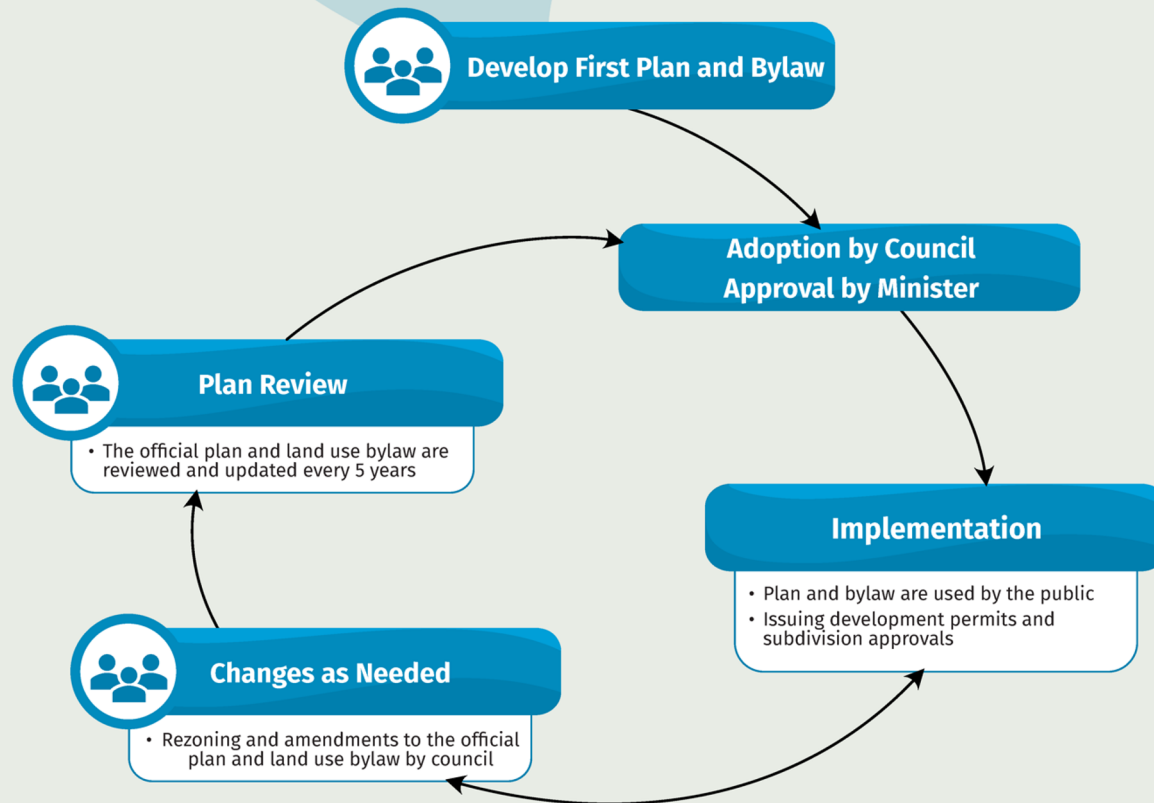 Develop First Plan and Bylaw
Adoption by Council
Approval by Minister
Plan Review
• The official plan and land use bylaw are
reviewed and updated every 5 years
Implementation
• Plan and bylaw are used by the public
• Issuing development permits and
subdivision approvals
Changes as Needed
• Rezoning and amendments to the official
plan and land use bylaw by council